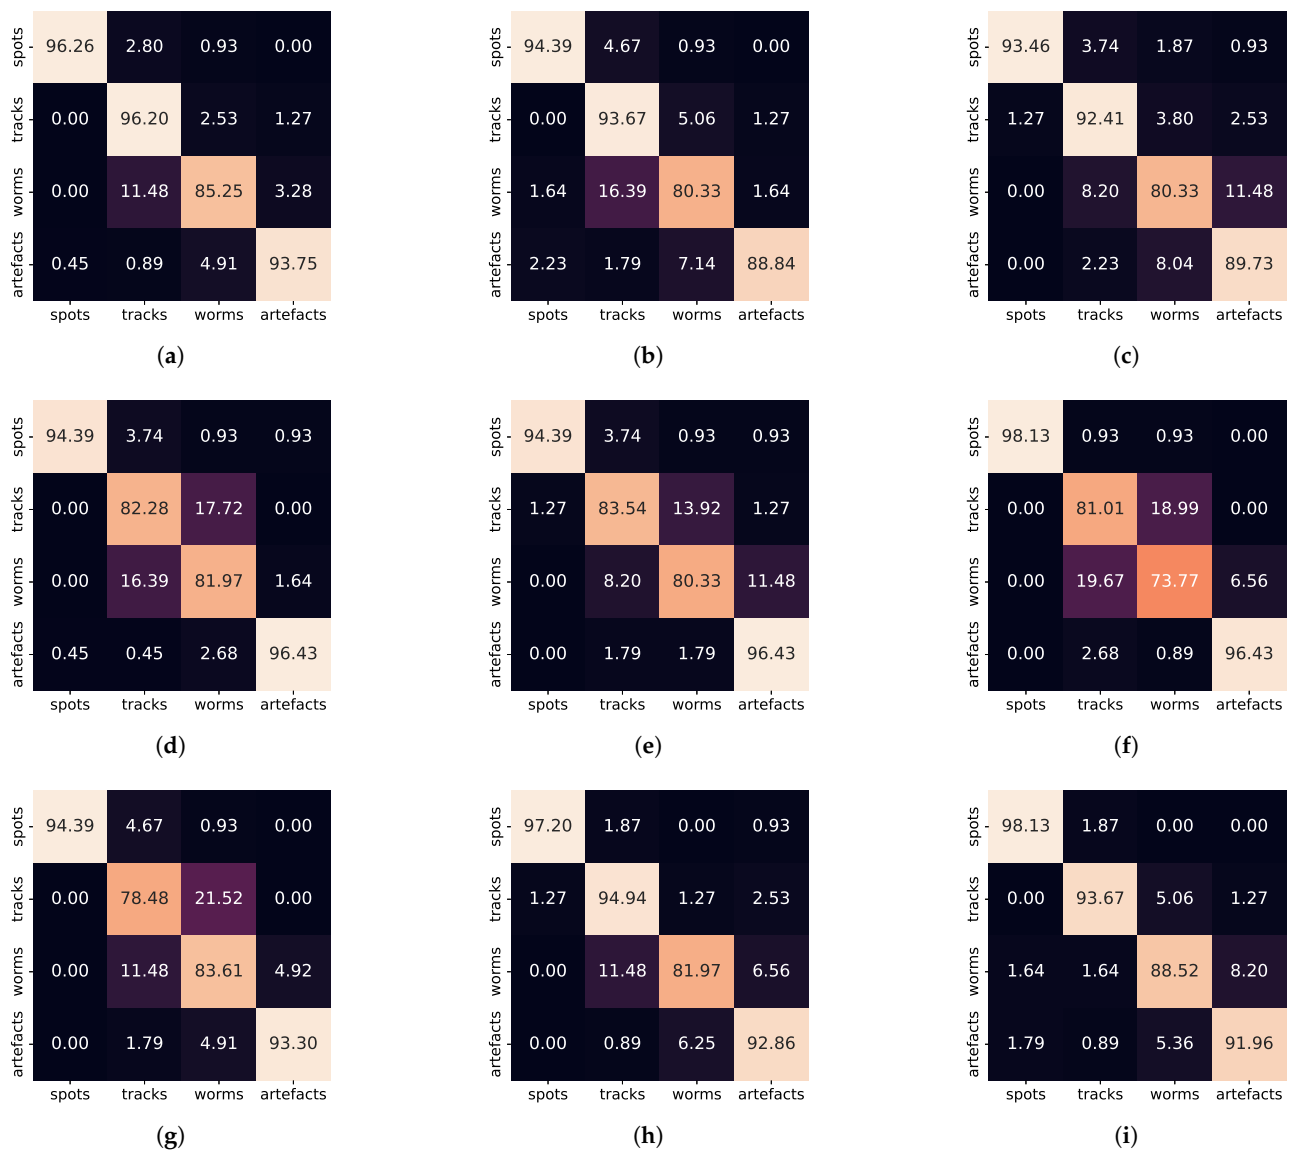 spots 96.26 2.80 0.93 0.00
tracks 0.00 96.20 2.53 1.27
worms 0.00 11.48 85.25 3.28
artefacts 0.45 0.89 4.91 93.75
spots tracks worms artefacts
(a)
spots 94.39 4.67 0.93 0.00
tracks 0.00 93.67 5.06 1.27
worms 1.64 16.39 80.33 1.64
artefacts 2.23 1.79 7.14 88.84
spots tracks worms artefacts
(b)
spots 93.46 3.74 1.87 0.93
tracks 1.27 92.41 3.80 2.53
worms 0.00 8.20 80.33 11.48
artefacts 0.00 2.23 8.04 89.73
spots tracks worms artefacts
(c)
spots 94.39 3.74 0.93 0.93
tracks 0.00 82.28 17.72 0.00
worms 0.00 16.39 81.97 1.64
artefacts 0.45 0.45 2.68 96.43
spots tracks worms artefacts
(d)
spots 94.39 3.74 0.93 0.93
tracks 1.27 83.54 13.92 1.27
worms 0.00 8.20 80.33 11.48
artefacts 0.00 1.79 1.79 96.43
spots tracks worms artefacts
(e)
spots 98.13 0.93 0.93 0.00
tracks 0.00 81.01 18.99 0.00
worms 0.00 19.67 73.77 6.56
artefacts 0.00 2.68 0.89 96.43
spots tracks worms artefacts
(f)
spots 94.39 4.67 0.93 0.00
tracks 0.00 78.48 21.52 0.00
worms 0.00 11.48 83.61 4.92
artefacts 0.00 1.79 4.91 93.30
spots tracks worms artefacts
(g)
spots 97.20 1.87 0.00 0.93
tracks 1.27 94.94 1.27 2.53
worms 0.00 11.48 81.97 6.56
artefacts 0.00 0.89 6.25 92.86
spots tracks worms artefacts
(h)
spots 98.13 1.87 0.00 0.00
tracks 0.00 93.67 5.06 1.27
worms 1.64 1.64 88.52 8.20
artefacts 1.79 0.89 5.36 91.96
spots tracks worms artefacts
(i)